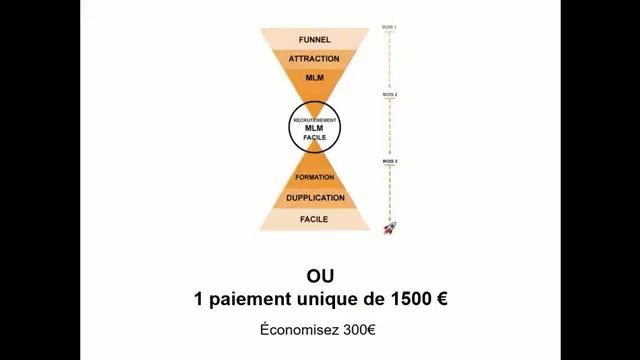 FUNNEL
ATTRACTION
MLM
RECRUTEMENT
MLM
FACILE
FORMATION
DUPPLICATION
FACILE
MOIS 1
MOIS 2
MOIS 3
OU
1 paiement unique de 1500 €
Économisez 300€